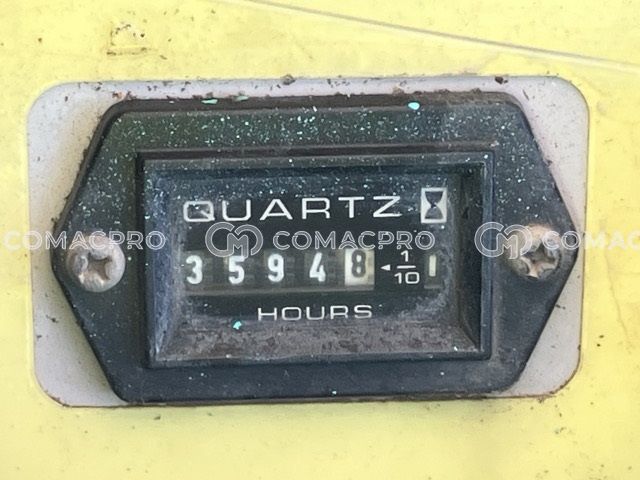 QUARTZ
COMACPRO COMACPRO COMACPRO
3 5 9 4 8 ◄ 1/10
HOURS